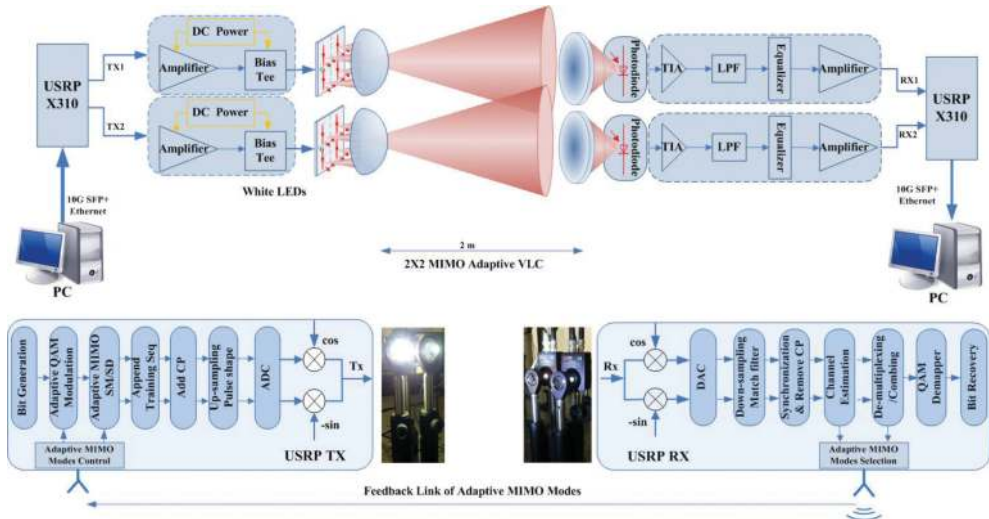 DC Power
Amplifier
Bias
Tee
USRP
X310
TX1
TX2
DC Power
Amplifier
Bias
Tee
White LEDs
10G SFP+
Ethernet
PC
Photodiode
TIA
LPF
Equalizer
Amplifier
RX1
Photodiode
TIA
LPF
Equalizer
Amplifier
RX2
USRP
X310
10G SFP+
Ethernet
PC
2 m
2X2 MIMO Adaptive VLC
Bit Generation
Adaptive QAM
Modulation
Adaptive MIMO
SM/SD
Append
Training Seq
Add CP
Up-sampling
Pulse shape
ADC
cos
Tx
-sin
Adaptive MIMO
Modes Control
USRP TX
cos
Rx
-sin
DAC
Down-sampling
Match filter
Synchronization
& Remove CP
Channel
Estimation
De-multiplexing
/Combing
QAM
Demapper
Bit Recovery
USRP RX
Adaptive MIMO
Modes Selection
Feedback Link of Adaptive MIMO Modes